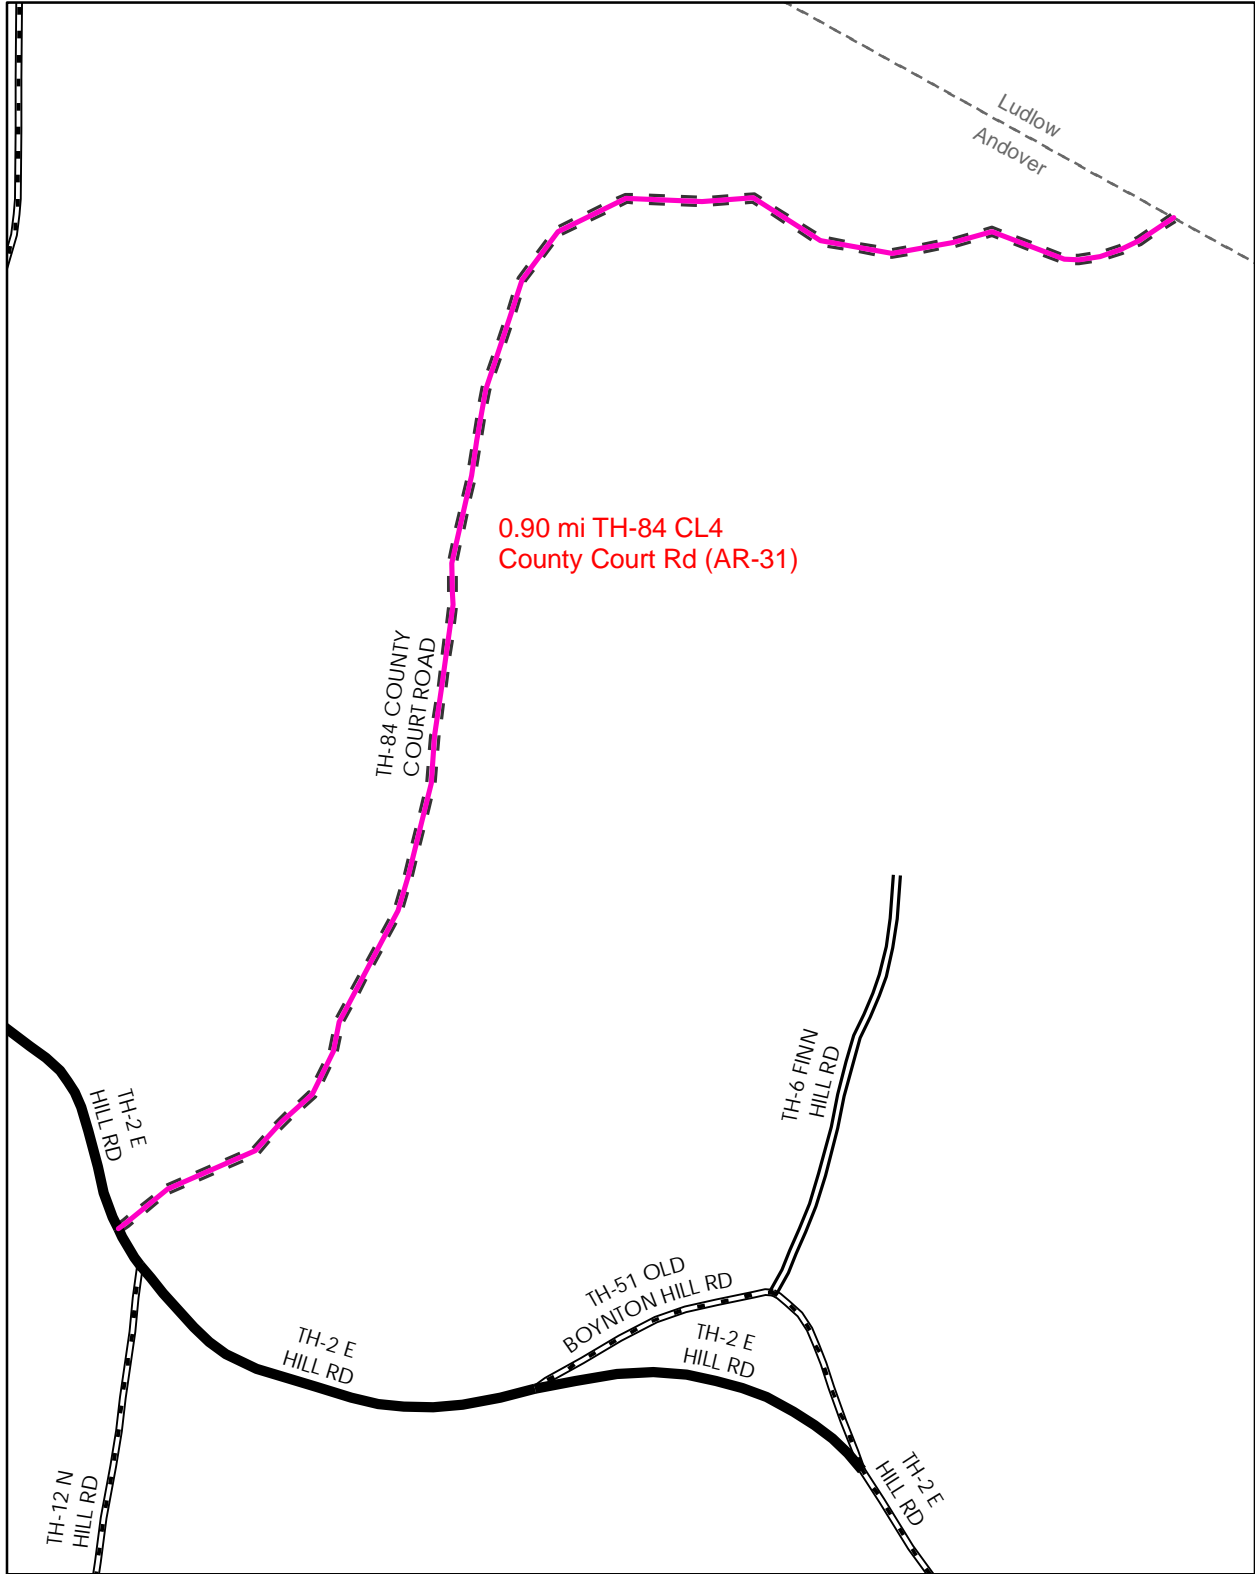 Ludlow
Andover
0.90 mi TH-84 CL4
County Court Rd (AR-31)
TH-84 COUNTY
COURT ROAD
TH-6 FINN
HILL RD
TH-2 E
HILL RD
TH-51 OLD
BOYNTON HILL RD
TH-2 E
HILL RD
TH-2 E
HILL RD
TH-12 N
HILL RD
TH-2 E
HILL RD